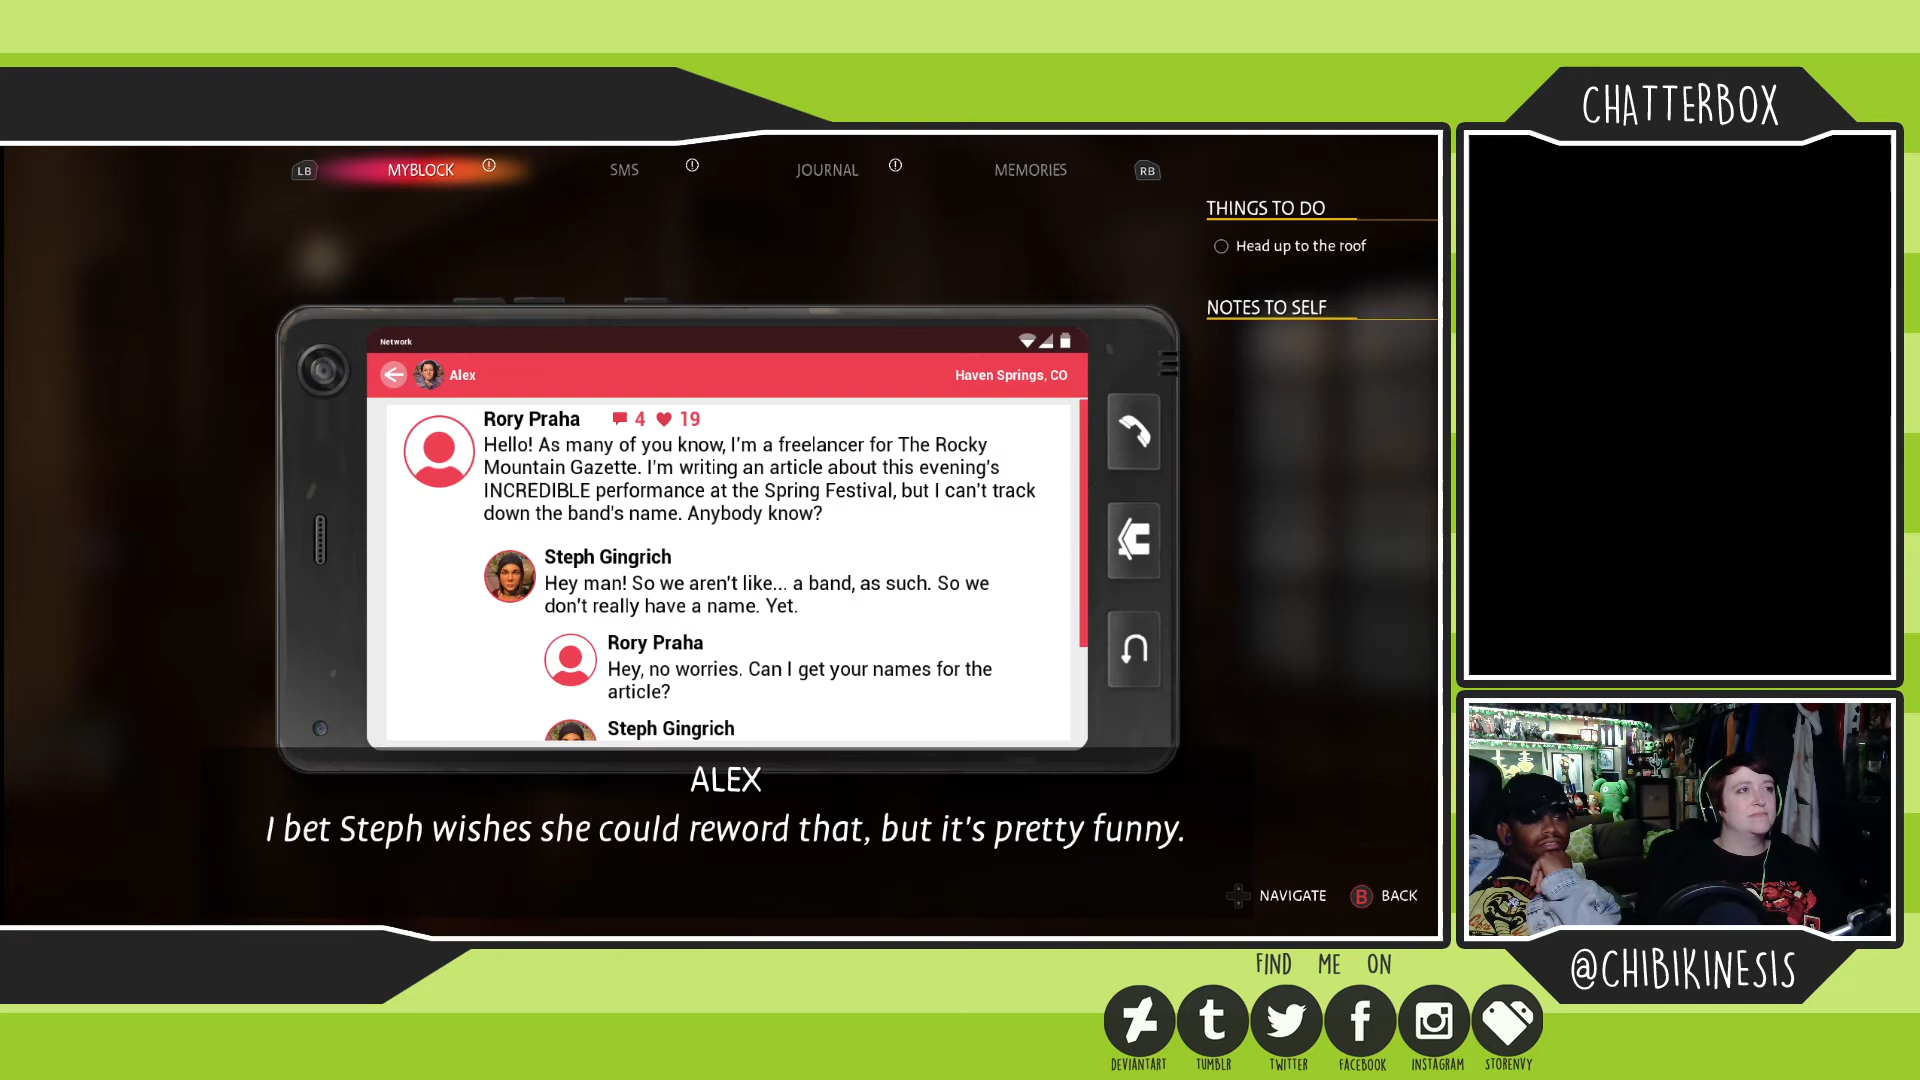 CHATTERBOX
LB
MYBLOCK
SMS
JOURNAL
MEMORIES
RB
THINGS TO DO
Head up to the roof
NOTES TO SELF
Network
Alex
Haven Springs, CO
Rory Praha 4 19
Hello! As many of you know, I'm a freelancer for The Rocky
Mountain Gazette. I'm writing an article about this evening's
INCREDIBLE performance at the Spring Festival, but I can't track
down the band's name. Anybody know?
Steph Gingrich
Hey man! So we aren't like... a band, as such. So we
don't really have a name. Yet.
Rory Praha
Hey, no worries. Can I get your names for the
article?
Steph Gingrich
ALEX
I bet Steph wishes she could reword that, but it's pretty funny.
NAVIGATE
B BACK
@CHIBIKINESIS
FIND ME ON
DEVIANTART
TUMBLR
TWITTER
FACEBOOK
INSTAGRAM
STORENVY